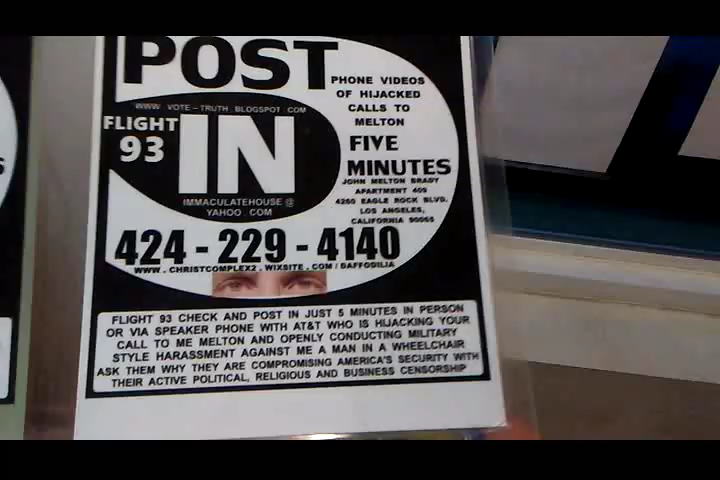 POST
PHONE VIDEOS
OF HIJACKED
CALLS TO
MELTON
WWW . VOTE - TRUTH . BLOGSPOT . COM
FLIGHT
93
IN
FIVE
MINUTES
IMMACULATEHOUSE @
YAHOO . COM
JOHN MELTON BRADY
APARTMENT 409
4260 EAGLE ROCK BLVD.
LOS ANGELES,
CALIFORNIA 90065
424 - 229 - 4140
WWW . CHRISTCOMPLEX2 . WIXSITE . COM / DAFFODILIA
FLIGHT 93 CHECK AND POST IN JUST 5 MINUTES IN PERSON
OR VIA SPEAKER PHONE WITH AT&T WHO IS HIJACKING YOUR
CALL TO ME MELTON AND OPENLY CONDUCTING MILITARY
STYLE HARASSMENT AGAINST ME A MAN IN A WHEELCHAIR
ASK THEM WHY THEY ARE COMPROMISING AMERICA'S SECURITY WITH
THEIR ACTIVE POLITICAL, RELIGIOUS AND BUSINESS CENSORSHIP